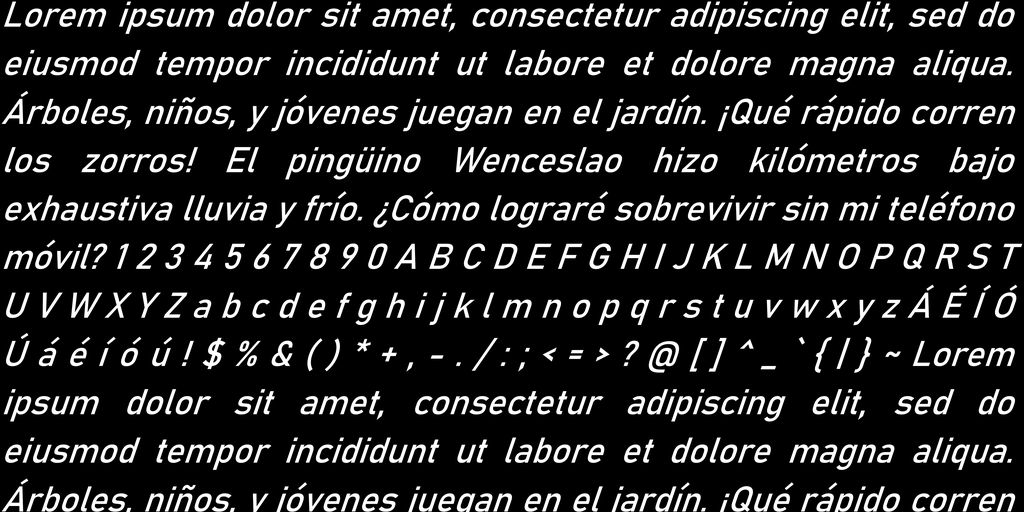 Lorem ipsum dolor sit amet, consectetur adipiscing elit, sed do
eiusmod tempor incididunt ut labore et dolore magna aliqua.
Árboles, niños, y jóvenes juegan en el jardín. ¡Qué rápido corren
los zorros! El pingüino Wenceslao hizo kilómetros bajo
exhaustiva lluvia y frío. ¿Cómo lograré sobrevivir sin mi teléfono
móvil? 1 2 3 4 5 6 7 8 9 0 A B C D E F G H I J K L M N O P Q R S T
U V W X Y Z a b c d e f g h i j k l m n o p q r s t u v w x y z Á É Í Ó
Ú á é í ó ú ! $ % & ( ) * + , - . / : ; < = > ? @ [ ] ^ _ ` { | } ~ Lorem
ipsum dolor sit amet, consectetur adipiscing elit, sed do
eiusmod tempor incididunt ut labore et dolore magna aliqua.
Árboles, niños, y jóvenes juegan en el jardín. ¡Qué rápido corren